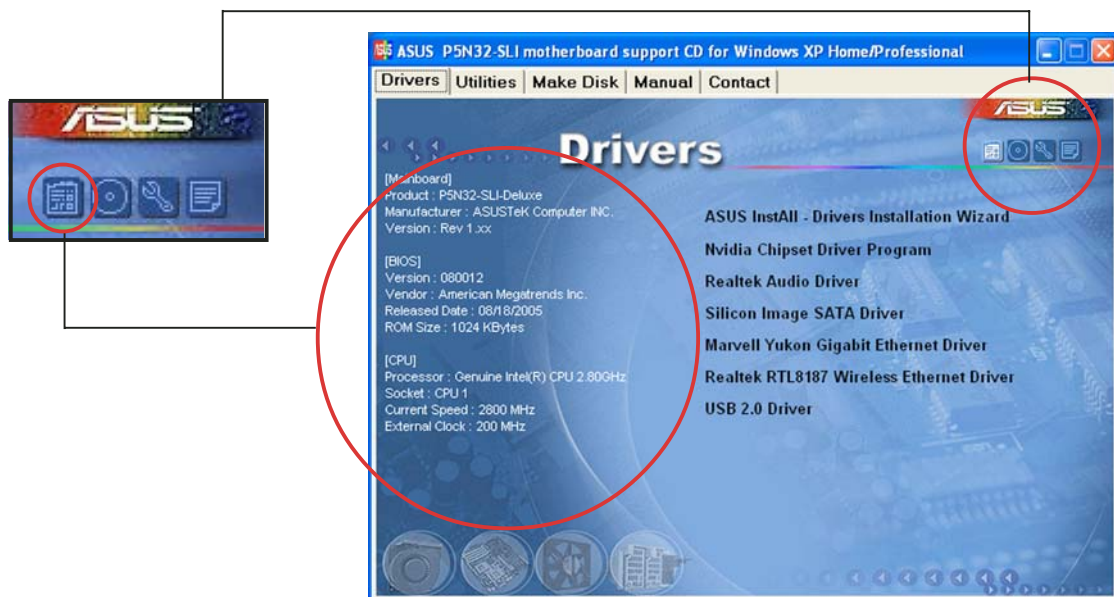 ASUS P5N32-SLI motherboard support CD for Windows XP Home/Professional
Drivers Utilities Make Disk Manual Contact
/SUS
/SUS
Drivers
[Mainboard]
Product : P5N32-SLI-Deluxe
Manufacturer : ASUSTeK Computer INC.
Version : Rev 1.xx
[BIOS]
Version : 080012
Vendor : American Megatrends Inc.
Released Date : 08/18/2005
ROM Size : 1024 KBytes
[CPU]
Processor : Genuine Intel(R) CPU 2.80GHz
Socket : CPU 1
Current Speed : 2800 MHz
External Clock : 200 MHz
ASUS InstAll - Drivers Installation Wizard
Nvidia Chipset Driver Program
Realtek Audio Driver
Silicon Image SATA Driver
Marvell Yukon Gigabit Ethernet Driver
Realtek RTL8187 Wireless Ethernet Driver
USB 2.0 Driver